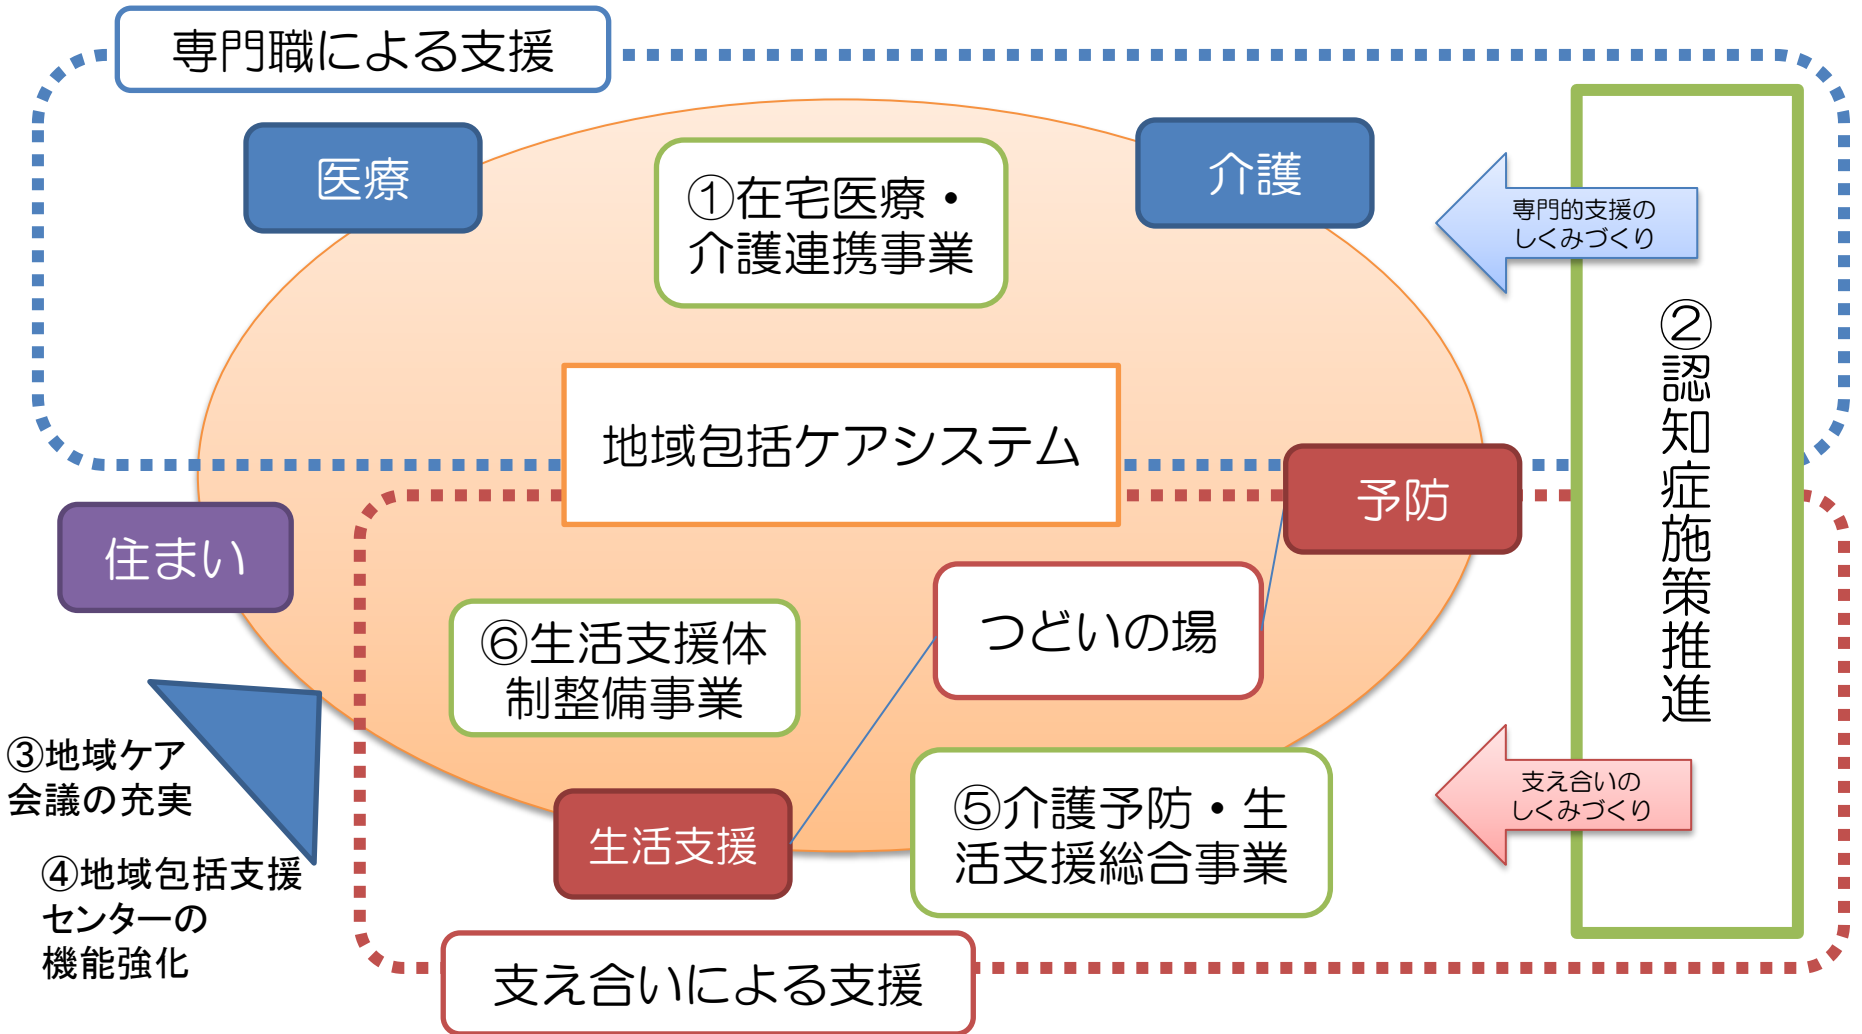 専門職による支援
医療
①在宅医療・
介護連携事業
介護
専門的支援の
しくみづくり
②認知症施策推進
地域包括ケアシステム
予防
住まい
つどいの場
⑥生活支援体
制整備事業
③地域ケア
会議の充実
支え合いの
しくみづくり
生活支援
⑤介護予防・生
活支援総合事業
④地域包括支援
センターの
機能強化
支え合いによる支援